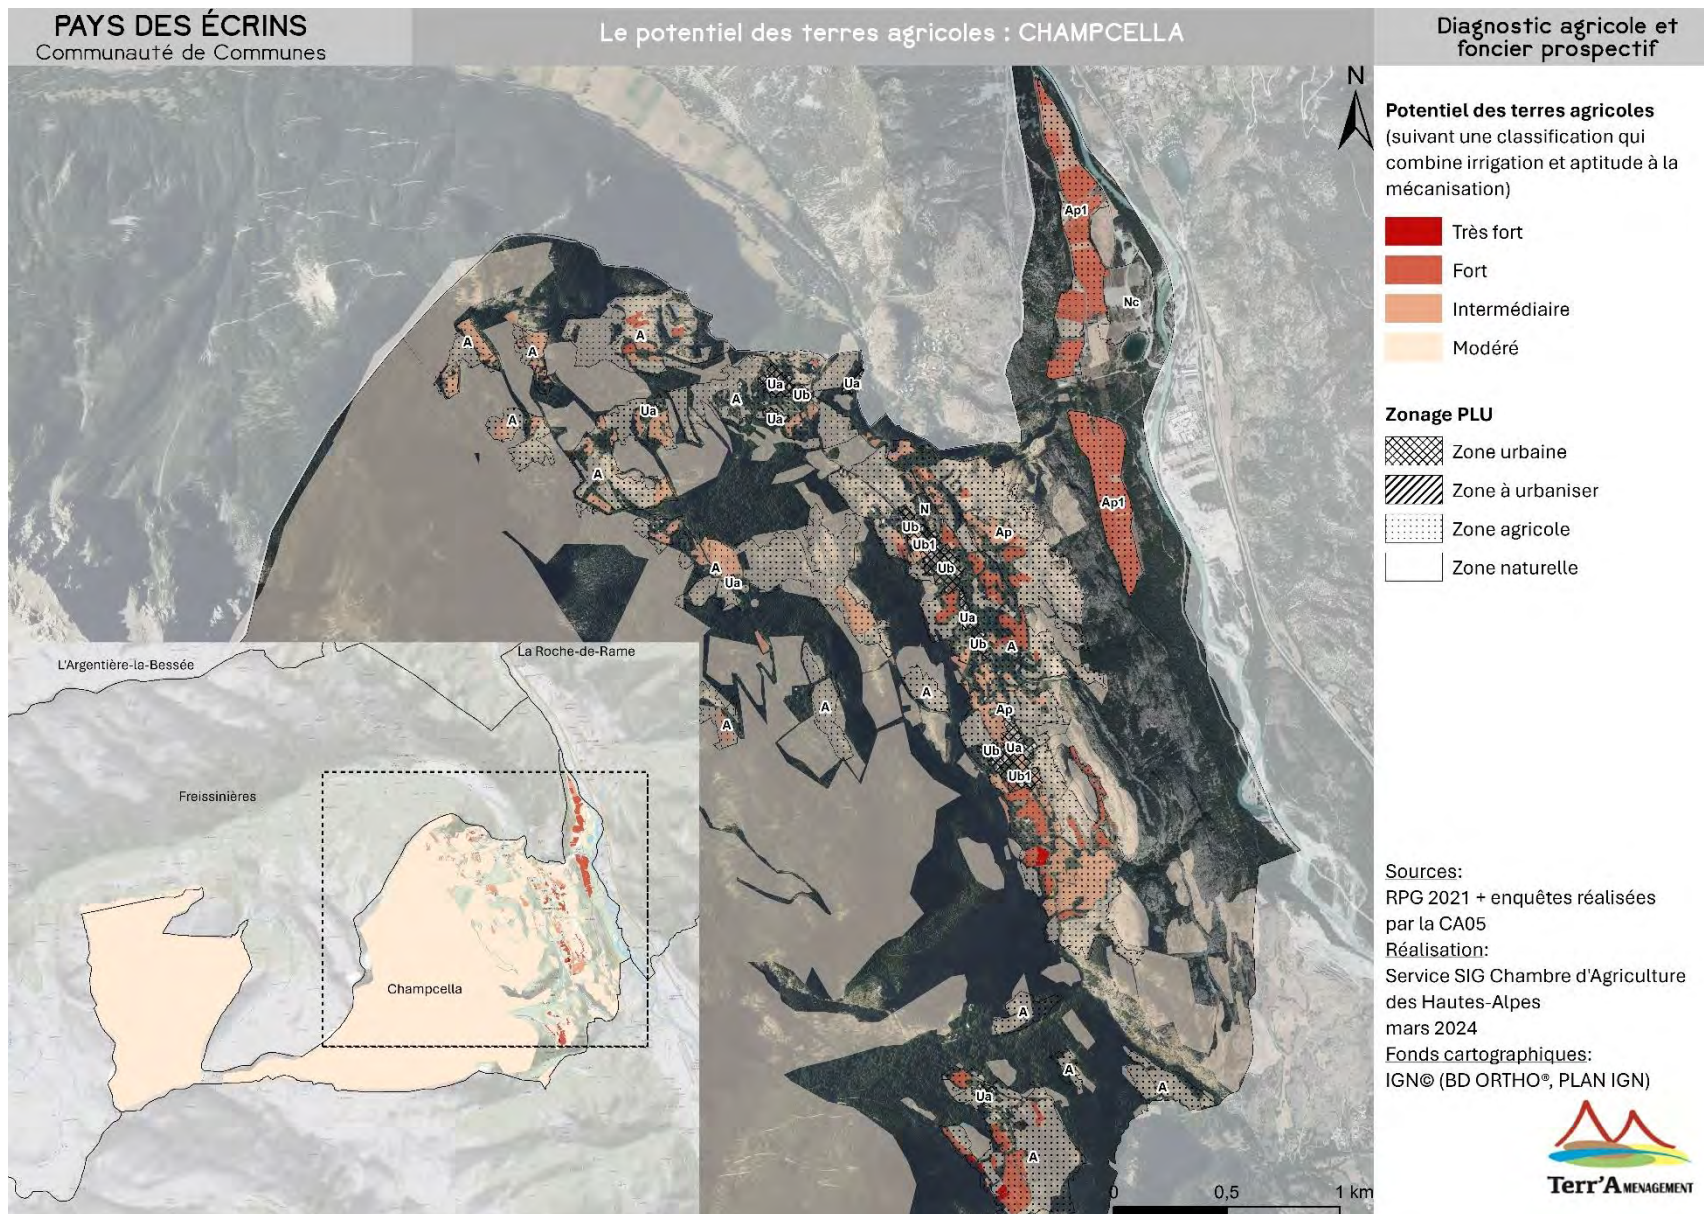 PAYS DES ÉCRINS
Communauté de Communes
Le potentiel des terres agricoles : CHAMPCELLA
Diagnostic agricole et
foncier prospectif
N
Potentiel des terres agricoles
(suivant une classification qui
combine irrigation et aptitude à la
mécanisation)
Très fort
Fort
Intermédiaire
Modéré
Zonage PLU
Zone urbaine
Zone à urbaniser
Zone agricole
Zone naturelle
Sources:
RPG 2021 + enquêtes réalisées
par la CA05
Réalisation:
Service SIG Chambre d'Agriculture
des Hautes-Alpes
mars 2024
Fonds cartographiques:
IGN© (BD ORTHO®, PLAN IGN)
Terr'AMENAGEMENT
Ap1
Nc
A
A
A
Ua
Ub
Ua
A
Ua
Ua
A
A
Ap1
N
Ub
Ub1
Ap
Ub
A
Ua
Ua
Ub
A
A
A
A
Ap
Ub
Ua
Ub1
A
A
A
Ua
A
L'Argentière-la-Bessée
La Roche-de-Rame
Freissinières
Champcella
0 0,5 1 km